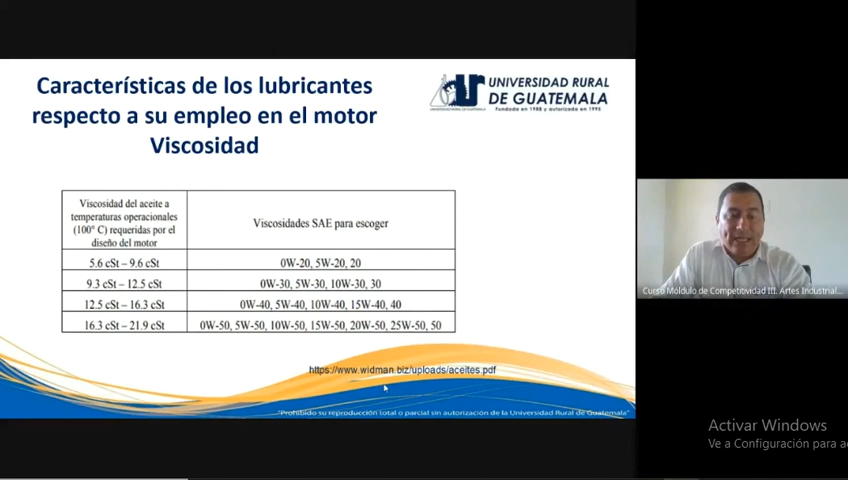 Características de los lubricantes
respecto a su empleo en el motor
Viscosidad
UNIVERSIDAD RURAL
DE GUATEMALA
Fundada en 1988 y autorizada en 1995
Viscosidad del aceite a
temperaturas operacionales
(100° C) requeridas por el
diseño del motor
Viscosidades SAE para escoger
5.6 cSt – 9.6 cSt
0W-20, 5W-20, 20
9.3 cSt – 12.5 cSt
0W-30, 5W-30, 10W-30, 30
12.5 cSt – 16.3 cSt
0W-40, 5W-40, 10W-40, 15W-40, 40
16.3 cSt – 21.9 cSt
0W-50, 5W-50, 10W-50, 15W-50, 20W-50, 25W-50, 50
https://www.widman.biz/uploads/aceites.pdf
"Prohibido su reproducción total o parcial sin autorización de la Universidad Rural de Guatemala"
Curso Móldulo de Competitividad III. Artes Industrial...
Activar Windows
Ve a Configuración para a